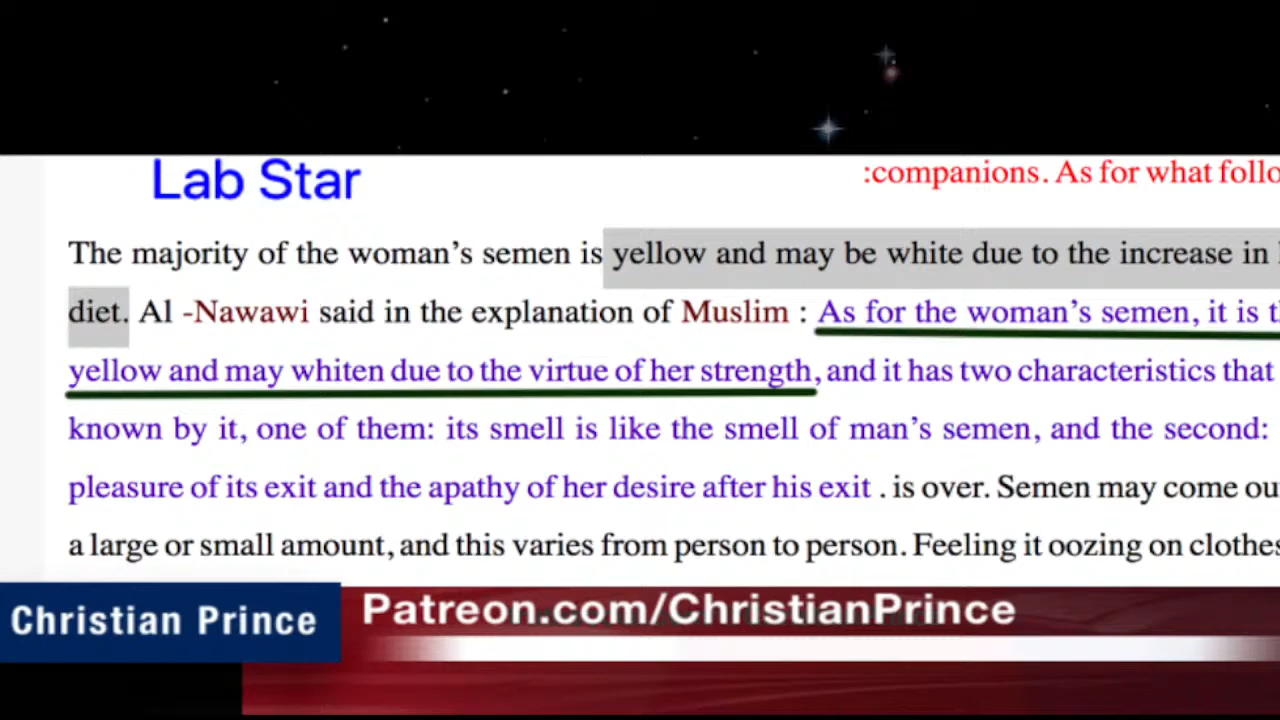 Lab Star
:companions. As for what follo
The majority of the woman's semen is yellow and may be white due to the increase in
diet. Al -Nawawi said in the explanation of Muslim : As for the woman's semen, it is
yellow and may whiten due to the virtue of her strength, and it has two characteristics that
known by it, one of them: its smell is like the smell of man's semen, and the second:
pleasure of its exit and the apathy of her desire after his exit . is over. Semen may come ou
a large or small amount, and this varies from person to person. Feeling it oozing on clothes
Christian Prince
Patreon.com/ChristianPrince